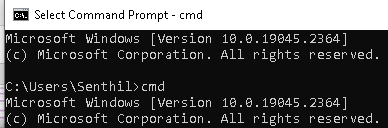 Select Command Prompt - cmd
Microsoft Windows [Version 10.0.19045.2364]
(c) Microsoft Corporation. All rights reserved.
C:\Users\Senthil>cmd
Microsoft Windows [Version 10.0.19045.2364]
(c) Microsoft Corporation. All rights reserved.